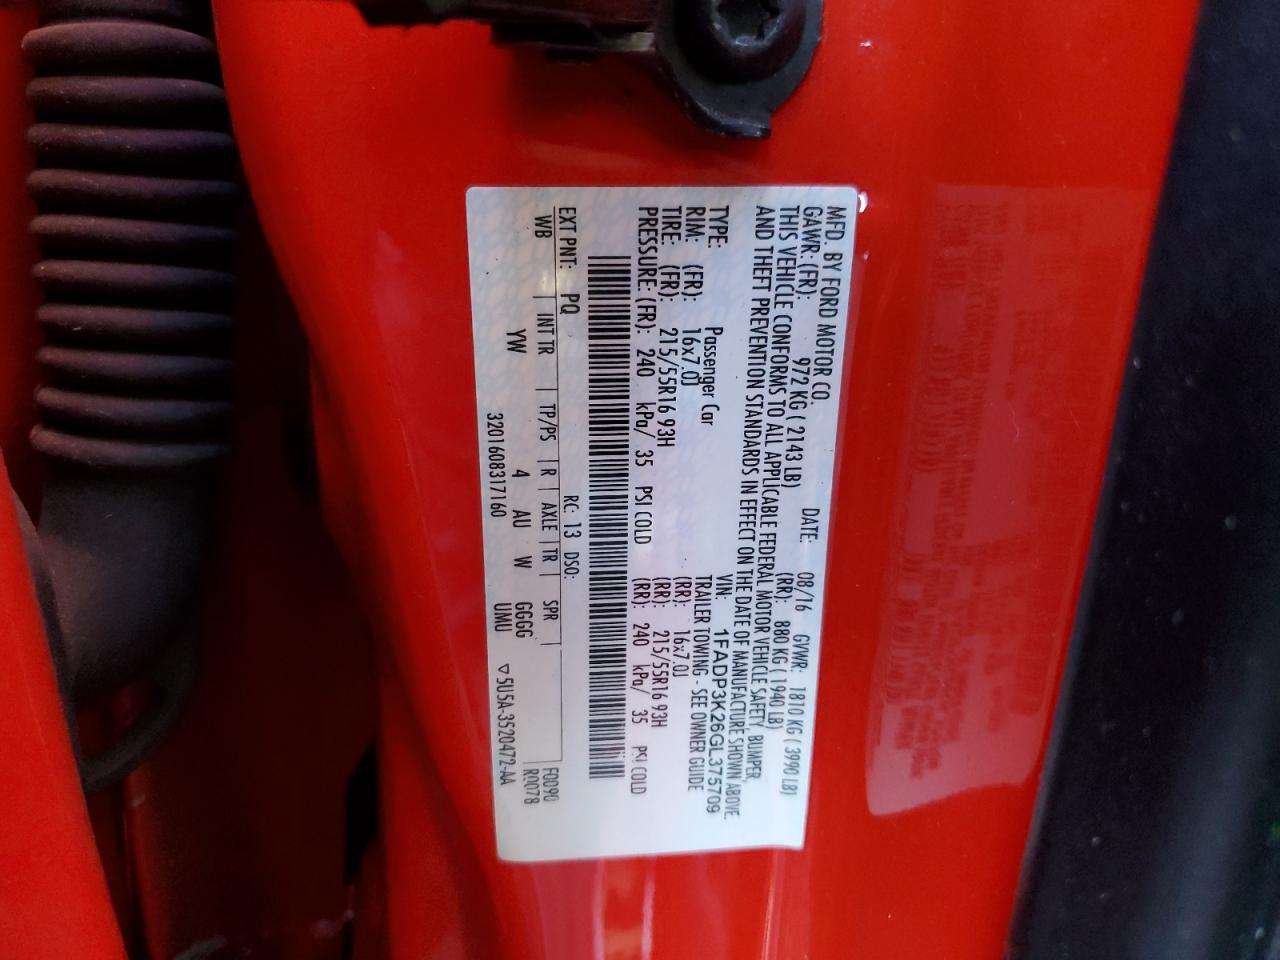 MFD. BY FORD MOTOR CO.
DATE: 08/16 GVWR: 1810 KG ( 3990 LB)
GAWR: (FR): 972 KG ( 2143 LB) (RR): 880 KG ( 1940 LB)
THIS VEHICLE CONFORMS TO ALL APPLICABLE FEDERAL MOTOR VEHICLE SAFETY, BUMPER,
AND THEFT PREVENTION STANDARDS IN EFFECT ON THE DATE OF MANUFACTURE SHOWN ABOVE.
VIN: 1FADP3K26GL375709
TYPE: Passenger Car TRAILER TOWING - SEE OWNER GUIDE
RIM: (FR): 16x7.0J (RR): 16x7.0J
TIRE: (FR): 215/55R16 93H (RR): 215/55R16 93H
PRESSURE: (FR): 240 kPa/ 35 PSI COLD (RR): 240 kPa/ 35 PSI COLD
EXT PNT: PQ RC: 13 DSO: F0090
WB INT TR TP/PS R AXLE TR SPR R0078
YW 4 AU W GGGG
3201608317160 UMU ▽5U5A-3520472-AA